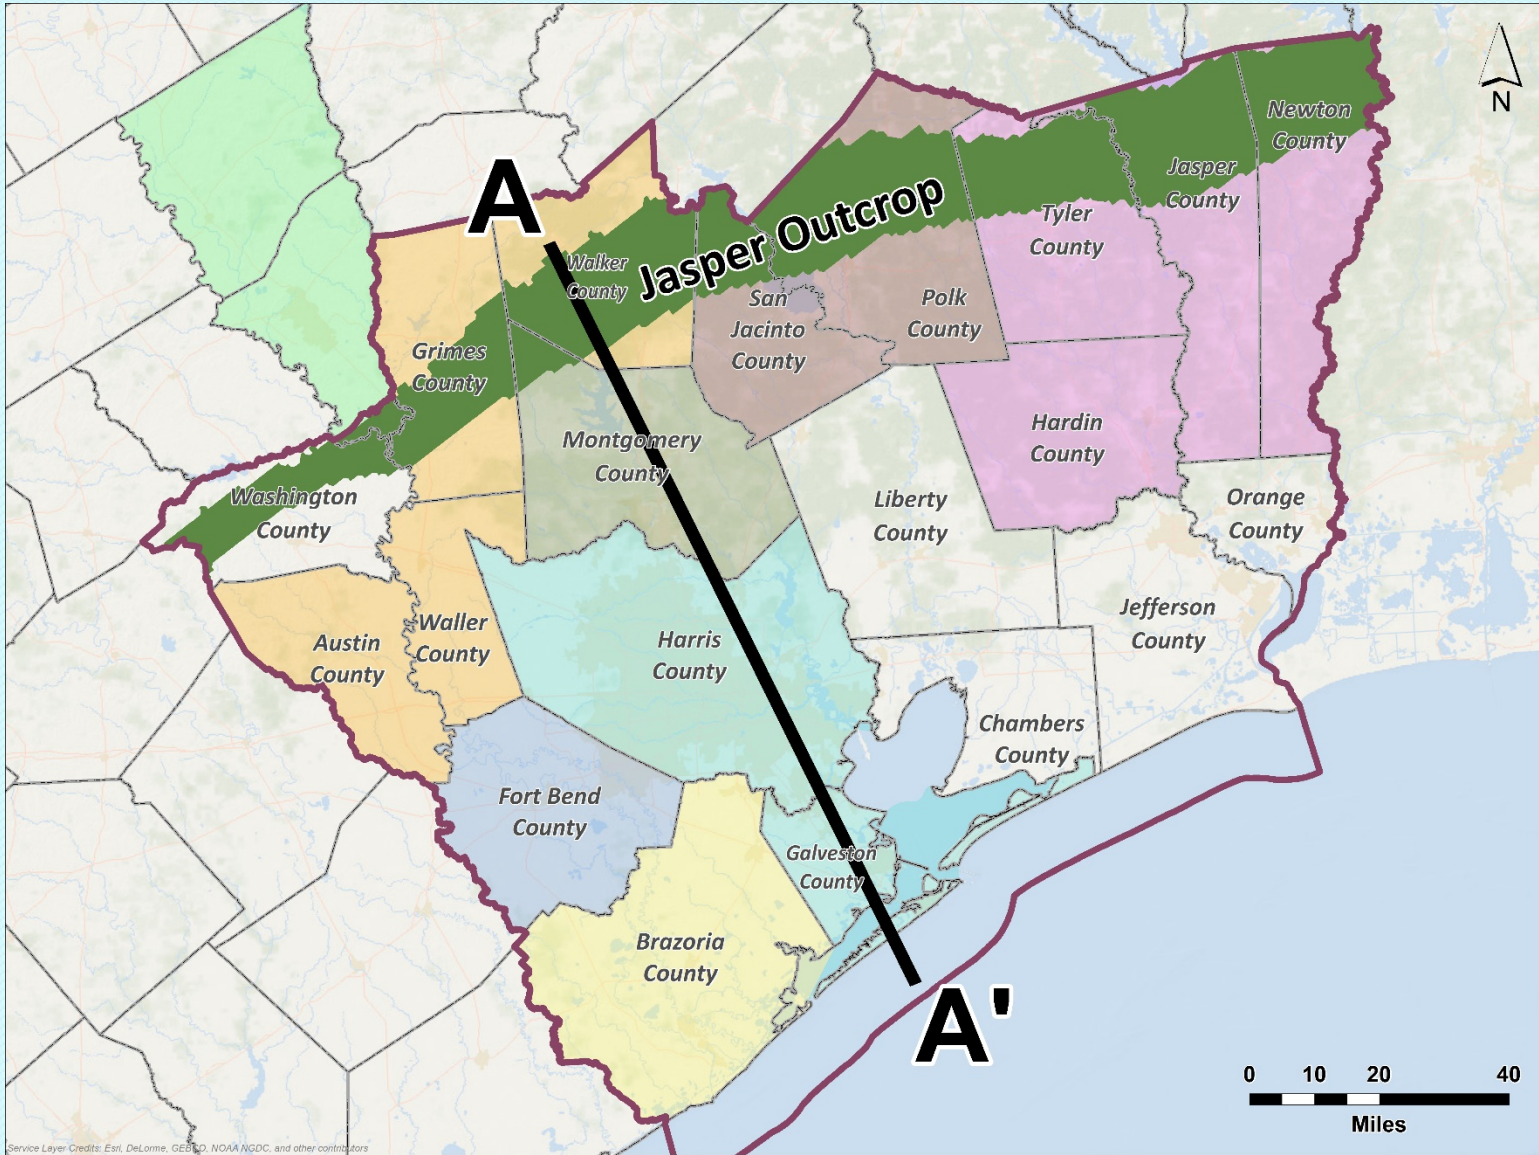 N
A
Newton
County
Jasper
County
Jasper Outcrop
Tyler
County
Walker
County
San
Jacinto
County
Polk
County
Grimes
County
Hardin
County
Montgomery
County
Washington
County
Liberty
County
Orange
County
Jefferson
County
Waller
County
Austin
County
Harris
County
Chambers
County
Fort Bend
County
Galveston
County
Brazoria
County
A'
0 10 20 40
Miles
Service Layer Credits: Esri, DeLorme, GEBCO, NOAA NGDC, and other contributors